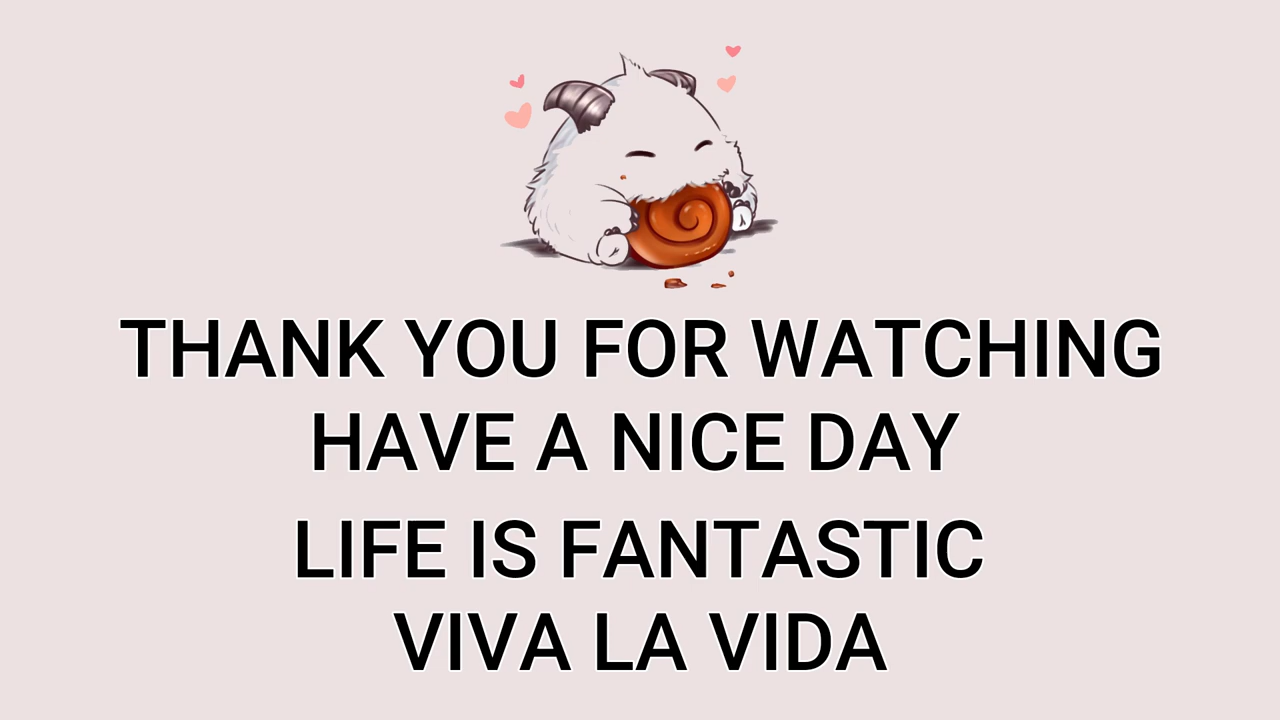 THANK YOU FOR WATCHING
HAVE A NICE DAY
LIFE IS FANTASTIC
VIVA LA VIDA